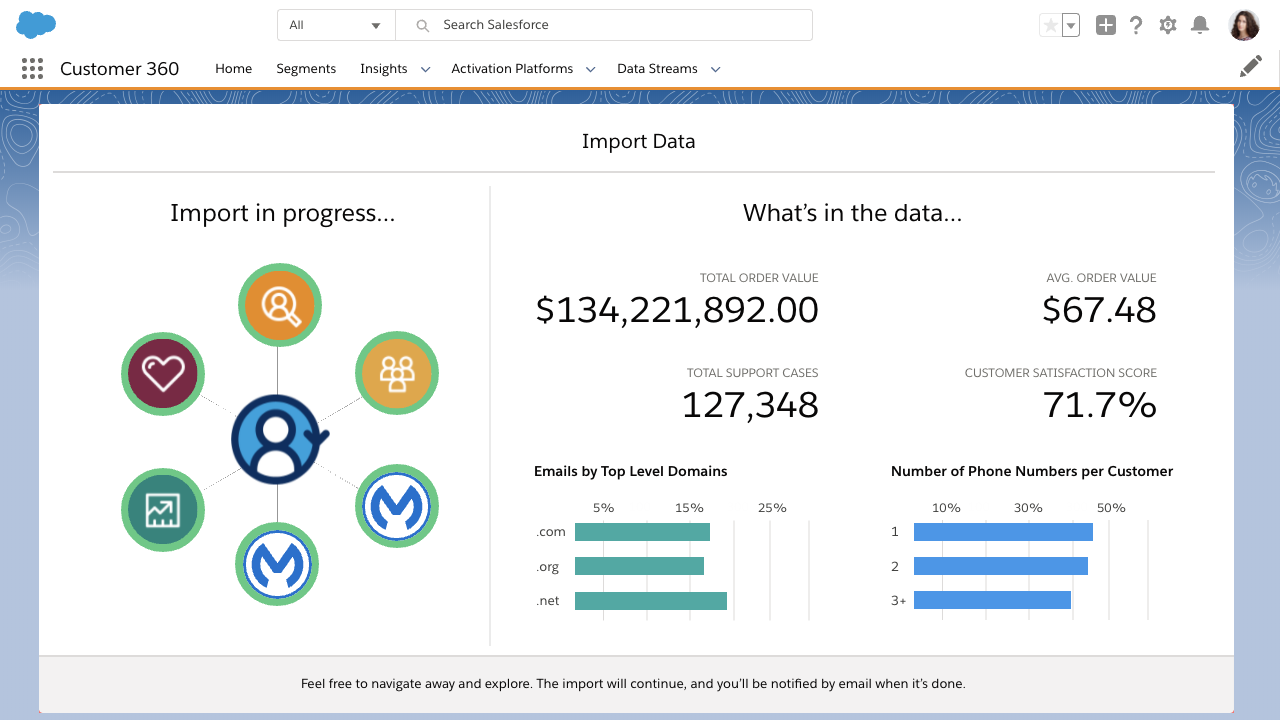 All
Search Salesforce
Customer 360
Home
Segments
Insights
Activation Platforms
Data Streams
Import Data
Import in progress...
What’s in the data...
TOTAL ORDER VALUE
$134,221,892.00
AVG. ORDER VALUE
$67.48
TOTAL SUPPORT CASES
127,348
CUSTOMER SATISFACTION SCORE
71.7%
Emails by Top Level Domains
5% 15% 25%
.com
.org
.net
Number of Phone Numbers per Customer
10% 30% 50%
1
2
3+
Feel free to navigate away and explore. The import will continue, and you’ll be notified by email when it’s done.